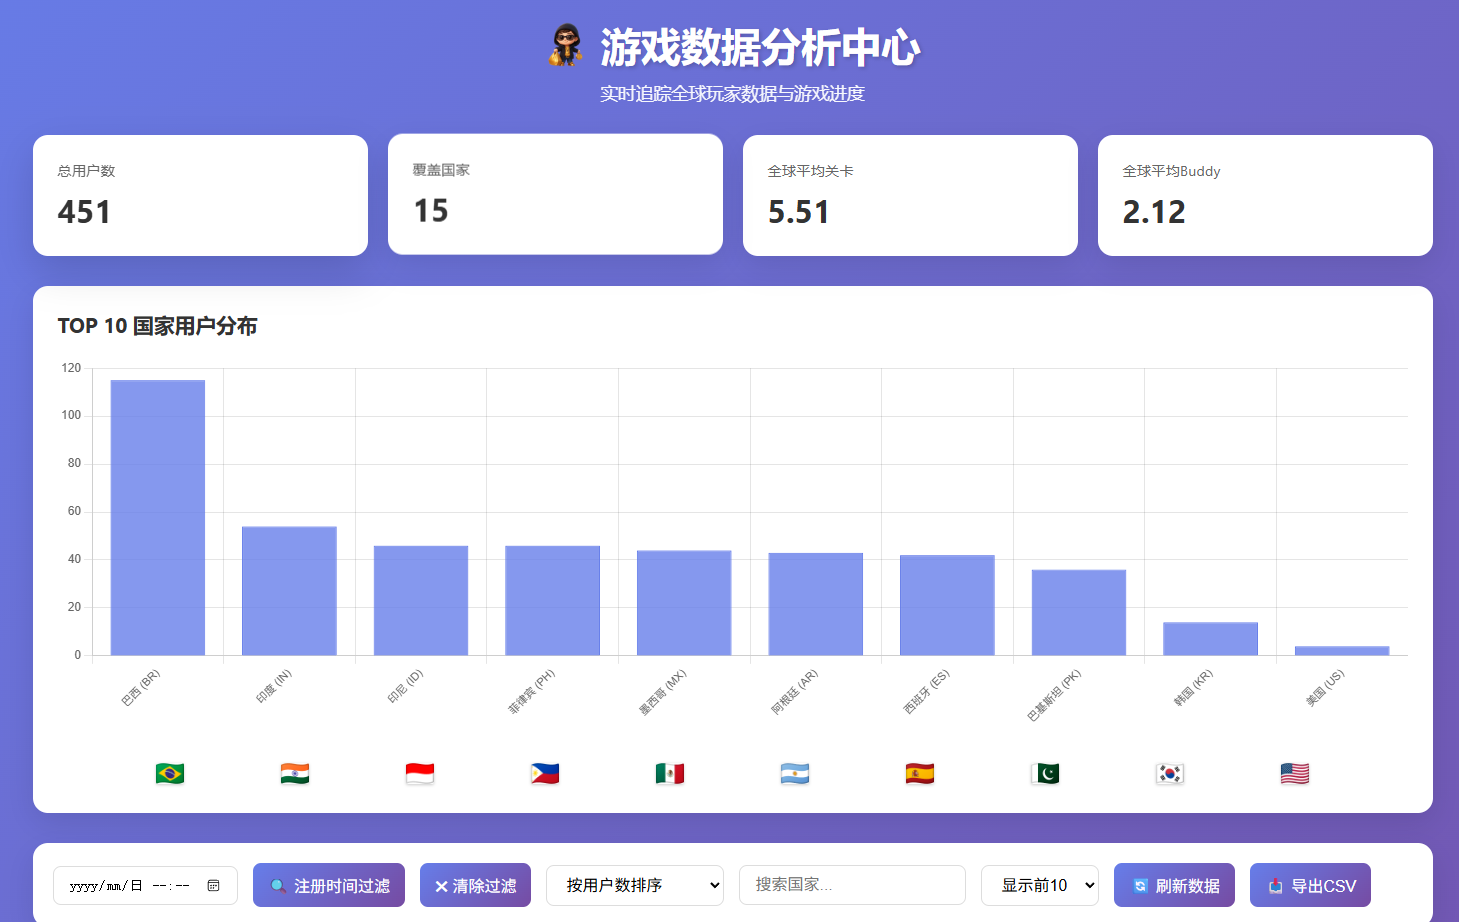 游戏数据分析中心
实时追踪全球玩家数据与游戏进度
总用户数
451
覆盖国家
15
全球平均关卡
5.51
全球平均Buddy
2.12
TOP 10 国家用户分布
120
100
80
60
40
20
0
巴西 (BR)
印度 (IN)
印尼 (ID)
菲律宾 (PH)
墨西哥 (MX)
阿根廷 (AR)
西班牙 (ES)
巴基斯坦 (PK)
韩国 (KR)
美国 (US)
yyyy/mm/日 --:--
注册时间过滤
清除过滤
按用户数排序
搜索国家...
显示前10
刷新数据
导出CSV